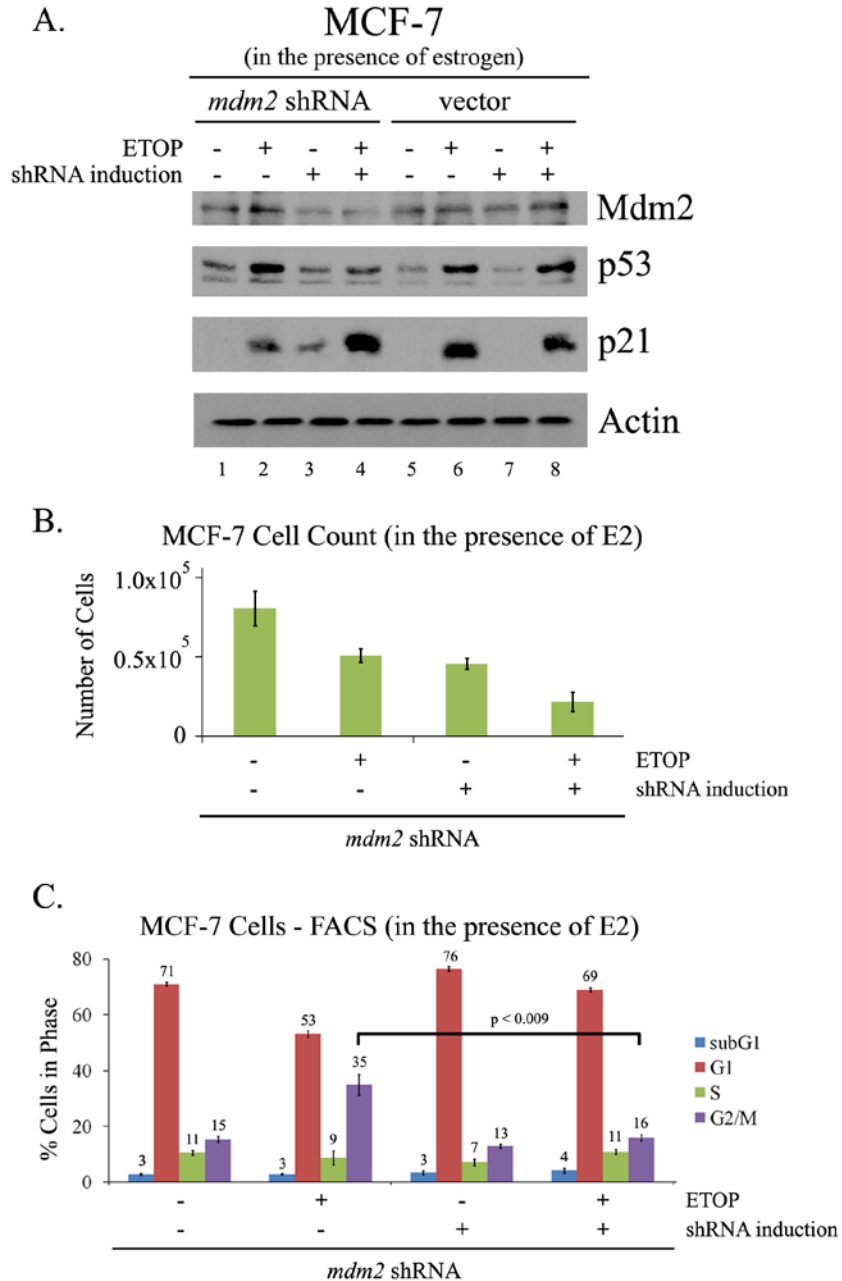 A.
MCF-7
(in the presence of estrogen)
mdm2 shRNA vector
ETOP - + - + - + - +
shRNA induction - - + + - - + +
Mdm2
p53
p21
Actin
1 2 3 4 5 6 7 8
B.
MCF-7 Cell Count (in the presence of E2)
Number of Cells
1.0x10^5
0.5x10^5
0
- + - + ETOP
- - + + shRNA induction
mdm2 shRNA
C.
MCF-7 Cells - FACS (in the presence of E2)
% Cells in Phase
80
60
40
20
0
3 71 11 15
3 53 9 35
3 76 7 13
4 69 11 16
p < 0.009
subG1
G1
S
G2/M
- + - + ETOP
- - + + shRNA induction
mdm2 shRNA